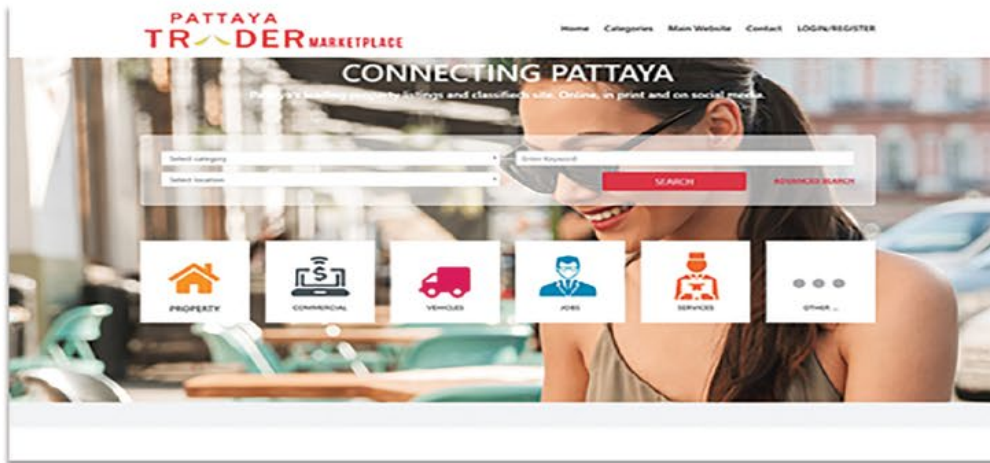 PATTAYA
TRADER MARKETPLACE
Home Categories Main Website Contact LOGIN/REGISTER
CONNECTING PATTAYA
Pattaya's leading property listings and classifieds site. Online, in print and on social media.
Select category
Enter Keyword
Select location
SEARCH
ADVANCED SEARCH
PROPERTY
COMMERCIAL
VEHICLES
JOBS
SERVICES
OTHER ...